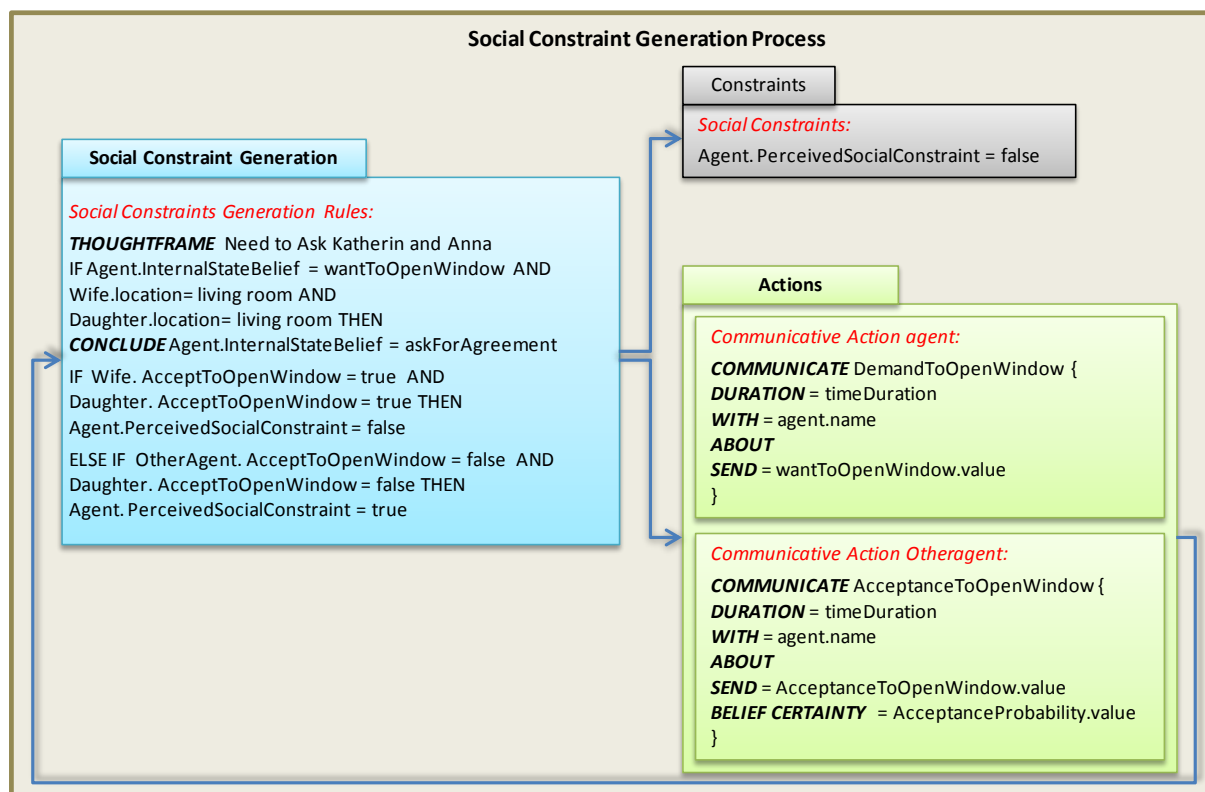 Social Constraint Generation Process
Constraints
Social Constraints:
Agent. PerceivedSocialConstraint = false
Social Constraint Generation
Social Constraints Generation Rules:
THOUGHTFRAME Need to Ask Katherin and Anna
IF Agent.InternalStateBelief = wantToOpenWindow AND
Wife.location= living room AND
Daughter.location= living room THEN
CONCLUDE Agent.InternalStateBelief = askForAgreement
IF Wife. AcceptToOpenWindow = true AND
Daughter. AcceptToOpenWindow = true THEN
Agent.PerceivedSocialConstraint = false
ELSE IF OtherAgent. AcceptToOpenWindow = false AND
Daughter. AcceptToOpenWindow = false THEN
Agent. PerceivedSocialConstraint = true
Actions
Communicative Action agent:
COMMUNICATE DemandToOpenWindow {
DURATION = timeDuration
WITH = agent.name
ABOUT
SEND = wantToOpenWindow.value
}
Communicative Action Otheragent:
COMMUNICATE AcceptanceToOpenWindow {
DURATION = timeDuration
WITH = agent.name
ABOUT
SEND = AcceptanceToOpenWindow.value
BELIEF CERTAINTY = AcceptanceProbability.value
}